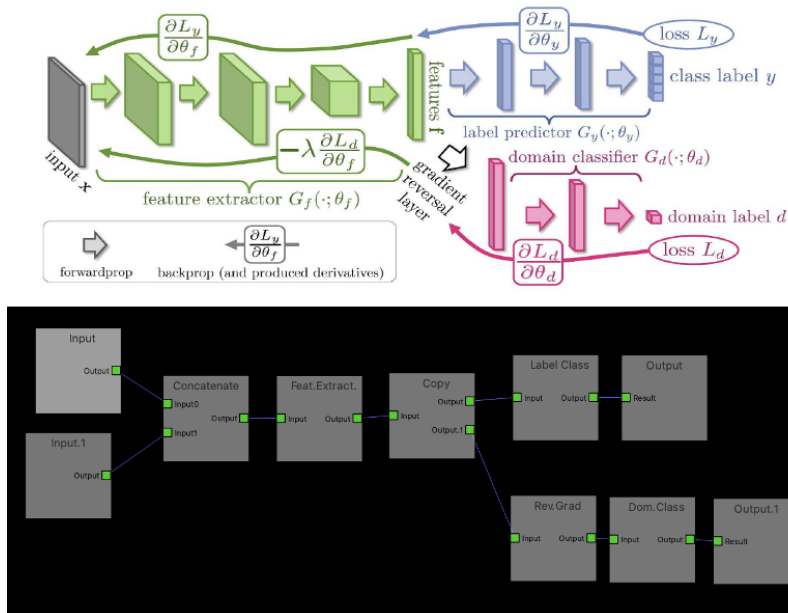 ∂L_y/∂θ_f
∂L_y/∂θ_y
loss L_y
features f
class label y
label predictor G_y(·;θ_y)
input x
−λ ∂L_d/∂θ_f
feature extractor G_f(·;θ_f)
gradient
reversal
layer
domain classifier G_d(·;θ_d)
domain label d
∂L_d/∂θ_d
loss L_d
forwardprop
∂L_y/∂θ_f
backprop (and produced derivatives)
Input
Output
Input.1
Output
Concatenate
Input0
Output
Input1
Feat.Extract.
Input Output
Copy
Output
Input
Output.1
Label Class
Input Output
Output
Result
Rev.Grad
Input Output
Dom.Class
Input Output
Output.1
Result